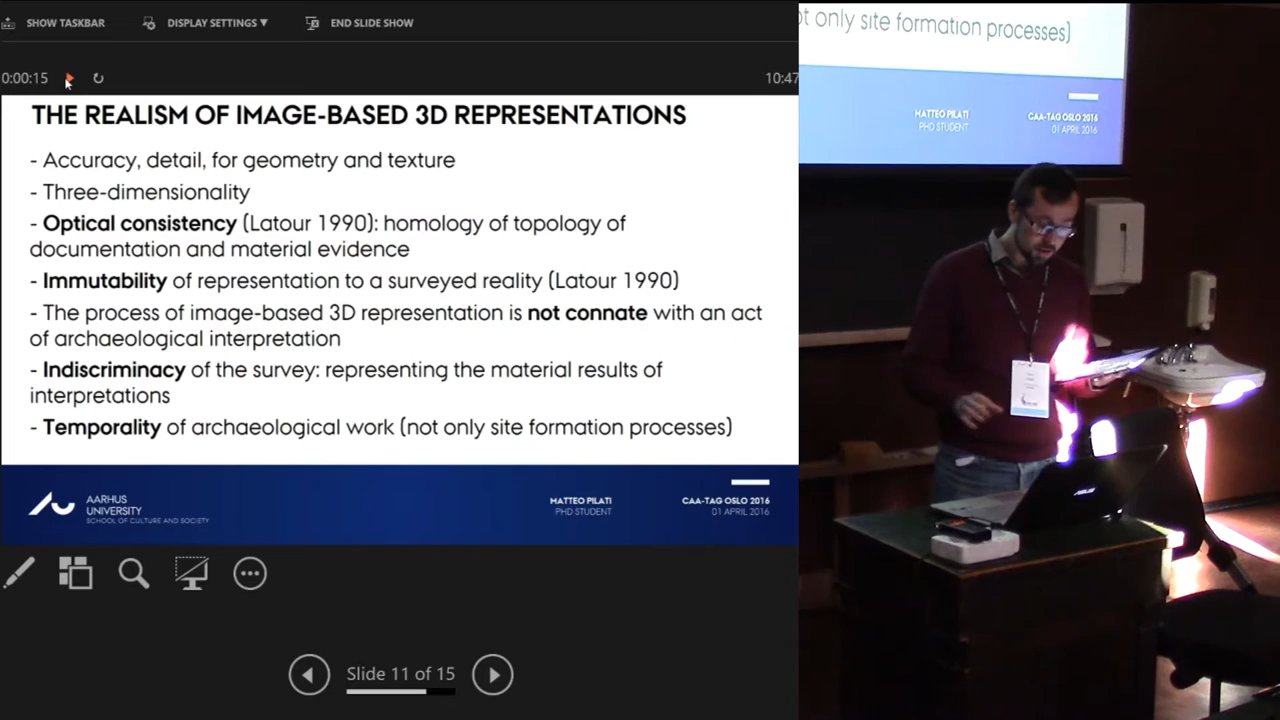 SHOW TASKBAR
DISPLAY SETTINGS ▼
END SLIDE SHOW
0:00:15
10:47
THE REALISM OF IMAGE-BASED 3D REPRESENTATIONS
- Accuracy, detail, for geometry and texture
- Three-dimensionality
- Optical consistency (Latour 1990): homology of topology of
documentation and material evidence
- Immutability of representation to a surveyed reality (Latour 1990)
- The process of image-based 3D representation is not connate with an act
of archaeological interpretation
- Indiscriminacy of the survey: representing the material results of
interpretations
- Temporality of archaeological work (not only site formation processes)
AARHUS
UNIVERSITY
SCHOOL OF CULTURE AND SOCIETY
MATTEO PILATI
PHD STUDENT
CAA-TAG OSLO 2016
01 APRIL 2016
Slide 11 of 15
ot only site formation processes)
MATTEO PILATI
PHD STUDENT
CAA-TAG OSLO 2016
01 APRIL 2016
ASUS